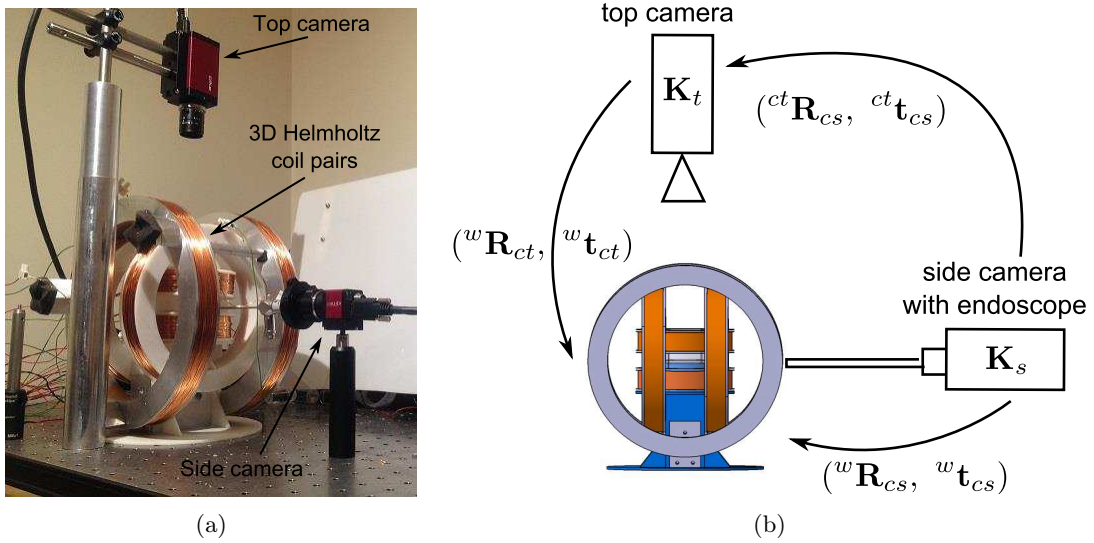 Top camera
3D Helmholtz
coil pairs
Side camera
(a)
top camera
K_t
(^{ct}R_{cs}, ^{ct}t_{cs})
(^{w}R_{ct}, ^{w}t_{ct})
side camera
with endoscope
K_s
(^{w}R_{cs}, ^{w}t_{cs})
(b)